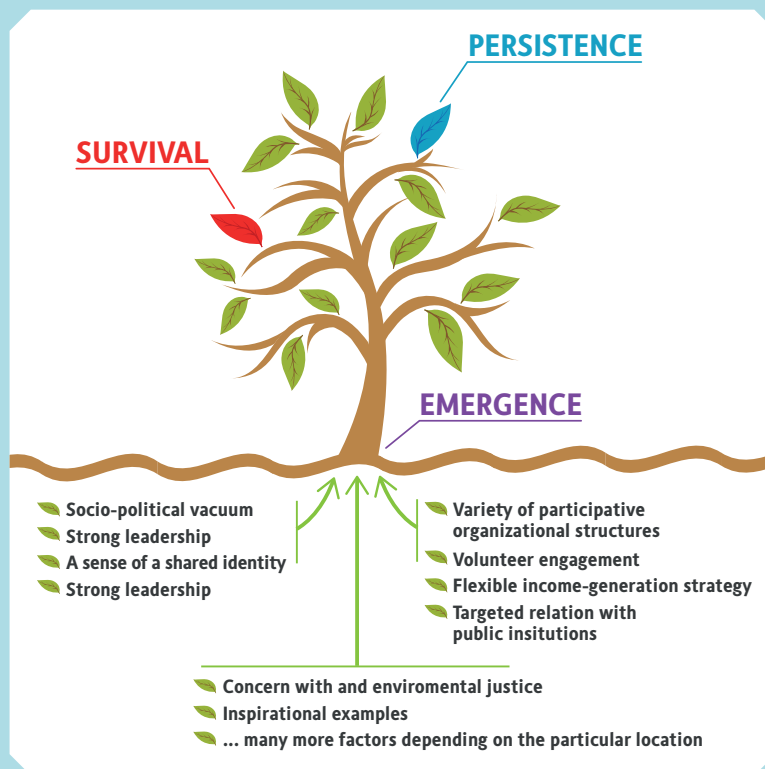 PERSISTENCE
SURVIVAL
EMERGENCE
Socio-political vacuum
Strong leadership
A sense of a shared identity
Strong leadership
Variety of participative
organizational structures
Volunteer engagement
Flexible income-generation strategy
Targeted relation with
public insitutions
Concern with and enviromental justice
Inspirational examples
... many more factors depending on the particular location